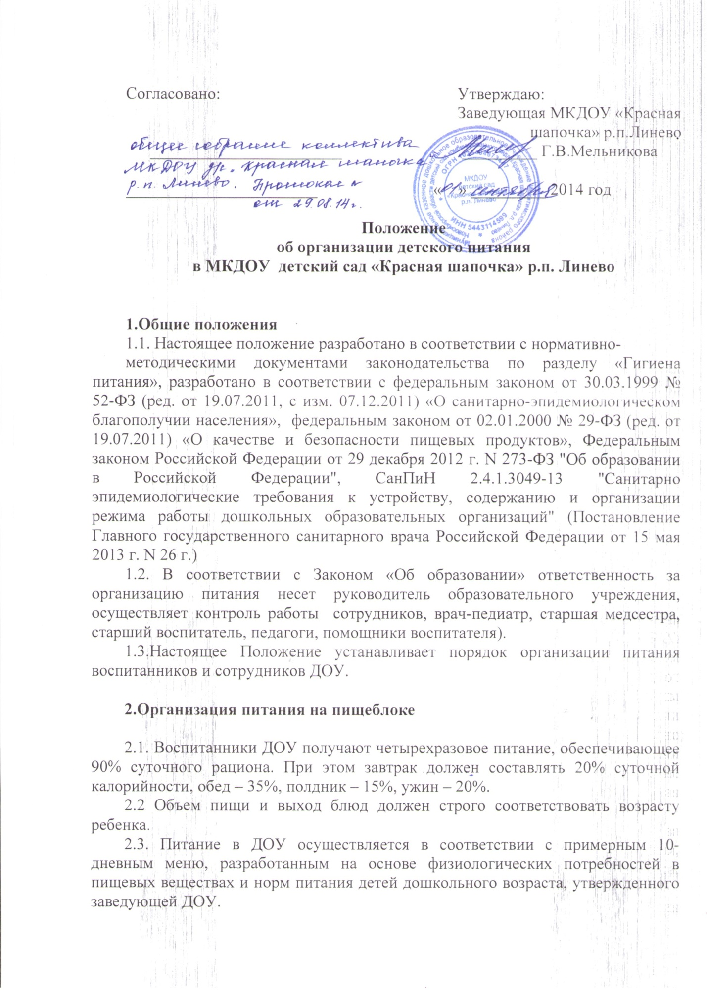 Согласовано:
Утверждаю:
Заведующая МКДОУ «Красная
шапочка» р.п.Линево
общее собрание коллектива
Г.В.Мельникова
МКДОУ д/с. Красная шапочка
р.п. Линево. Протокол №
«01» сентября 2014 год
от 29.08.14г.
МКДОУ
детский сад
«Красная
р.п. Линево
ИНН 5443114599
Положение
об организации детского питания
в МКДОУ детский сад «Красная шапочка» р.п. Линево
1.Общие положения
1.1. Настоящее положение разработано в соответствии с нормативно-
методическими документами законодательства по разделу «Гигиена
питания», разработано в соответствии с федеральным законом от 30.03.1999 №
52-ФЗ (ред. от 19.07.2011, с изм. 07.12.2011) «О санитарно-эпидемиологическом
благополучии населения», федеральным законом от 02.01.2000 № 29-ФЗ (ред. от
19.07.2011) «О качестве и безопасности пищевых продуктов», Федеральным
законом Российской Федерации от 29 декабря 2012 г. N 273-ФЗ "Об образовании
в Российской Федерации", СанПиН 2.4.1.3049-13 "Санитарно
эпидемиологические требования к устройству, содержанию и организации
режима работы дошкольных образовательных организаций" (Постановление
Главного государственного санитарного врача Российской Федерации от 15 мая
2013 г. N 26 г.)
1.2. В соответствии с Законом «Об образовании» ответственность за
организацию питания несет руководитель образовательного учреждения,
осуществляет контроль работы сотрудников, врач-педиатр, старшая медсестра,
старший воспитатель, педагоги, помощники воспитателя).
1.3.Настоящее Положение устанавливает порядок организации питания
воспитанников и сотрудников ДОУ.
2.Организация питания на пищеблоке
2.1. Воспитанники ДОУ получают четырехразовое питание, обеспечивающее
90% суточного рациона. При этом завтрак должен составлять 20% суточной
калорийности, обед – 35%, полдник – 15%, ужин – 20%.
2.2 Объем пищи и выход блюд должен строго соответствовать возрасту
ребенка.
2.3. Питание в ДОУ осуществляется в соответствии с примерным 10-
дневным меню, разработанным на основе физиологических потребностей в
пищевых веществах и норм питания детей дошкольного возраста, утвержденного
заведующей ДОУ.